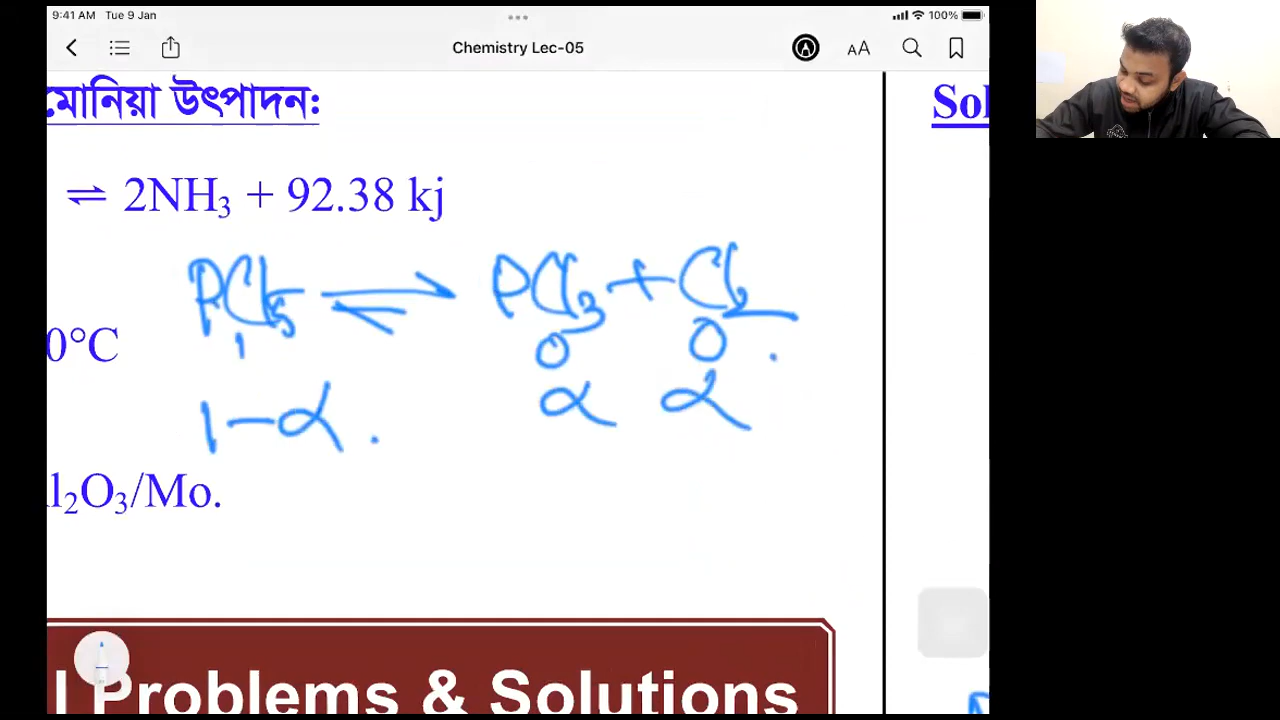 9:41 AM Tue 9 Jan 100%
Chemistry Lec-05 AA
মোনিয়া উৎপাদন: Sol
⇌ 2NH₃ + 92.38 kj
PCl₅ ⇌ PCl₃ + Cl₂
0°C 1 0 0 .
1-α . α α
l₂O₃/Mo.
l Problems & Solutions